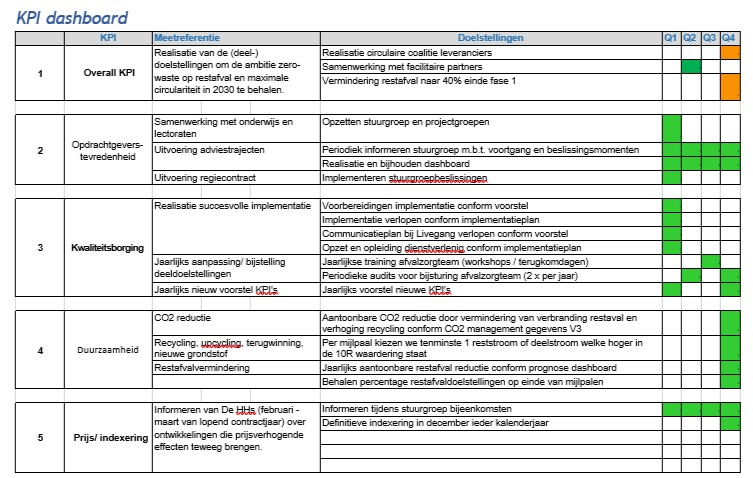 KPI dashboard
KPI Meetreferentie Doelstellingen Q1 Q2 Q3 Q4
1 Overall KPI
Realisatie van de (deel-)
doelstellingen om de ambitie zero-
waste op restafval en maximale
circulariteit in 2030 te behalen.
Realisatie circulaire coalitie leveranciers
Samenwerking met facilitaire partners
Vermindering restafval naar 40% einde fase 1
2 Opdrachtgevers-
tevredenheid
Samenwerking met onderwijs en
lectoraten
Opzetten stuurgroep en projectgroepen
Uitvoering adviestrajecten
Periodiek informeren stuurgroep m.b.t. voortgang en beslissingsmomenten
Realisatie en bijhouden dashboard
Uitvoering regiecontract
Implementeren stuurgroepbeslissingen
3 Kwaliteitsborging
Realisatie succesvolle implementatie
Voorbereidingen implementatie conform voorstel
Implementatie verlopen conform implementatieplan
Communicatieplan bij Livegang verlopen conform voorstel
Opzet en opleiding dienstverlenig conform implementatieplan
Jaarlijks aanpassing/ bijstelling
deeldoelstellingen
Jaarlijkse training afvalzorgteam (workshops / terugkomdagen)
Periodieke audits voor bijsturing afvalzorgteam (2 x per jaar)
Jaarlijks nieuw voorstel KPI's
Jaarlijks voorstel nieuwe KPI's
4 Duurzaamheid
CO2 reductie
Aantoonbare CO2 reductie door vermindering van verbranding restaval en
verhoging recycling conform CO2 management gegevens V3
Recycling, upcycling, terugwinning,
nieuwe grondstof
Per mijlpaal kiezen we tenminste 1 reststroom of deelstroom welke hoger in
de 10R waardering staat
Restafvalvermindering
Jaarlijks aantoonbare restafval reductie conform prognose dashboard
Behalen percentage restafvaldoelstellingen op einde van mijlpalen
5 Prijs/ indexering
Informeren van De HHs (februari -
maart van lopend contractjaar) over
ontwikkelingen die prijsverhogende
effecten teweeg brengen.
Informeren tijdens stuurgroep bijeenkomsten
Definitieve indexering in december ieder kalenderjaar